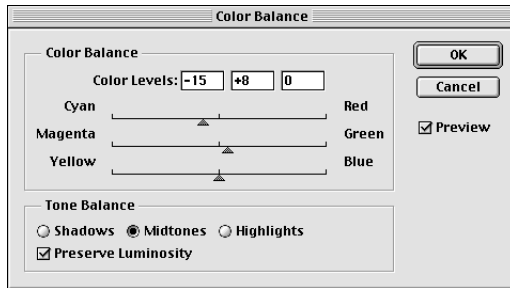 Color Balance
Color Balance
Color Levels: -15 +8 0
Cyan Red
Magenta Green
Yellow Blue
OK
Cancel
Preview
Tone Balance
Shadows Midtones Highlights
Preserve Luminosity